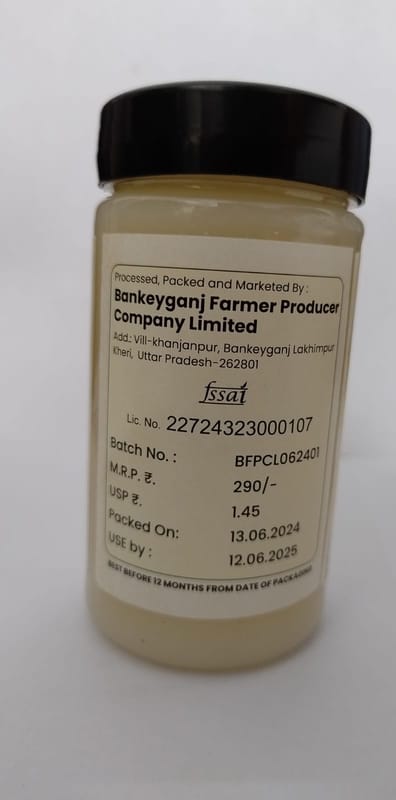 Processed, Packed and Marketed By :
Bankeyganj Farmer Producer
Company Limited
Add.: Vill-khanjanpur, Bankeyganj Lakhimpur
Kheri, Uttar Pradesh-262801
fssai
Lic. No. 22724323000107
Batch No. : BFPCL062401
M.R.P. ₹. 290/-
USP ₹. 1.45
Packed On: 13.06.2024
USE by : 12.06.2025
BEST BEFORE 12 MONTHS FROM DATE OF PACKAGING